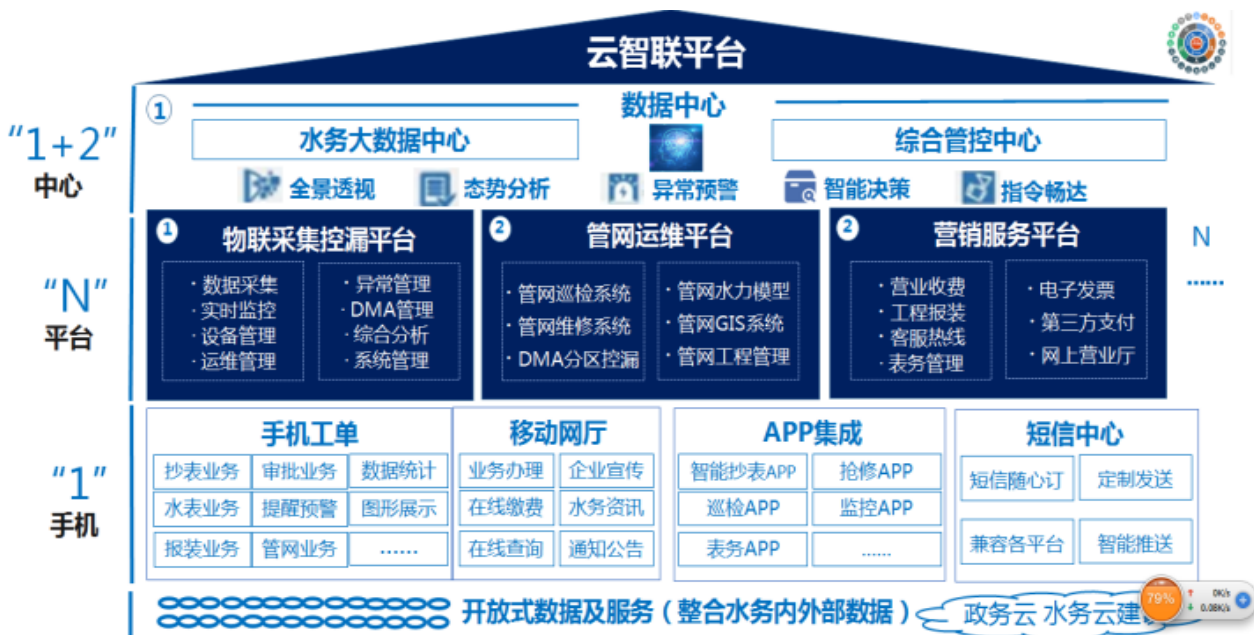 云智联平台
“1+2”
中心
1
数据中心
水务大数据中心
综合管控中心
全景透视
态势分析
异常预警
智能决策
指令畅达
“N”
平台
1
物联采集控漏平台
· 数据采集
· 实时监控
· 设备管理
· 运维管理
· 异常管理
· DMA管理
· 综合分析
· 系统管理
2
管网运维平台
· 管网巡检系统
· 管网维修系统
· DMA分区控漏
· 管网水力模型
· 管网GIS系统
· 管网工程管理
2
营销服务平台
· 营业收费
· 工程报装
· 客服热线
· 表务管理
· 电子发票
· 第三方支付
· 网上营业厅
N
......
“1”
手机
手机工单
抄表业务 审批业务 数据统计
水表业务 提醒预警 图形展示
报装业务 管网业务 ......
移动网厅
业务办理 企业宣传
在线缴费 水务资讯
在线查询 通知公告
APP集成
智能抄表APP 抢修APP
巡检APP 监控APP
表务APP ......
短信中心
短信随心订 定制发送
兼容各平台 智能推送
开放式数据及服务（整合水务内外部数据）
政务云 水务云建
79%
0K/s
0.08K/s